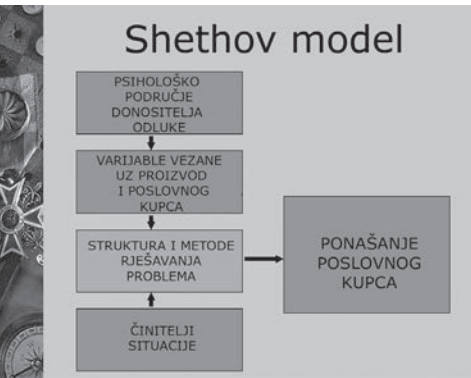 Shethov model
PSIHOLOŠKO
PODRUČJE
DONOSITELJA
ODLUKE
VARIJABLE VEZANE
UZ PROIZVOD
I POSLOVNOG
KUPCA
STRUKTURA I METODE
RJEŠAVANJA
PROBLEMA
PONAŠANJE
POSLOVNOG
KUPCA
ČINITELJI
SITUACIJE